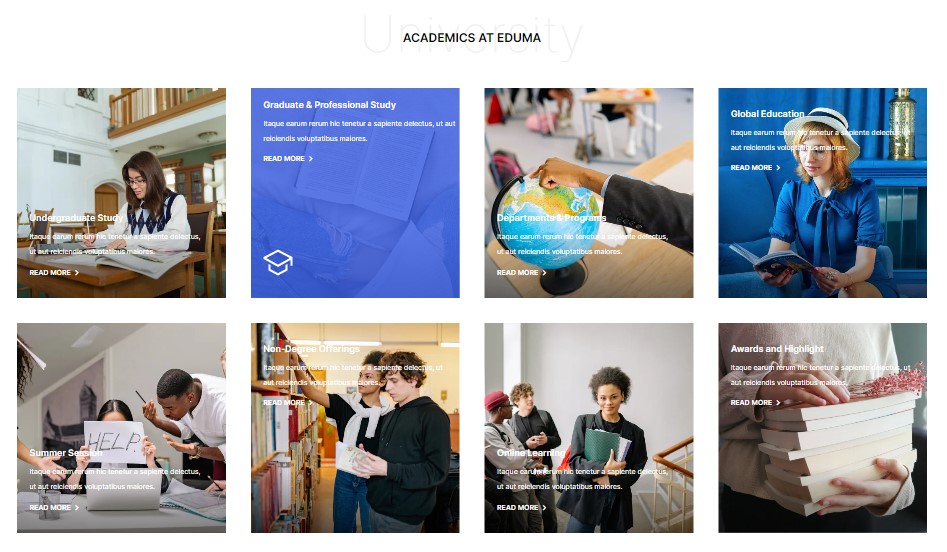 University
ACADEMICS AT EDUMA
Undergraduate Study
Itaque earum rerum hic tenetur a sapiente delectus,
ut aut reiciendis voluptatibus maiores.
READ MORE
Graduate & Professional Study
Itaque earum rerum hic tenetur a sapiente delectus, ut aut
reiciendis voluptatibus maiores.
READ MORE
Departments & Programs
Itaque earum rerum hic tenetur a sapiente delectus,
ut aut reiciendis voluptatibus maiores.
READ MORE
Global Education
Itaque earum rerum hic tenetur a sapiente delectus, ut
aut reiciendis voluptatibus maiores.
READ MORE
HELP
Summer Session
Itaque earum rerum hic tenetur a sapiente delectus,
ut aut reiciendis voluptatibus maiores.
READ MORE
Non-Degree Offerings
Itaque earum rerum hic tenetur a sapiente delectus, ut
aut reiciendis voluptatibus maiores.
READ MORE
Online Learning
Itaque earum rerum hic tenetur a sapiente delectus,
ut aut reiciendis voluptatibus maiores.
READ MORE
Awards and Highlight
Itaque earum rerum hic tenetur a sapiente delectus, ut
aut reiciendis voluptatibus maiores.
READ MORE